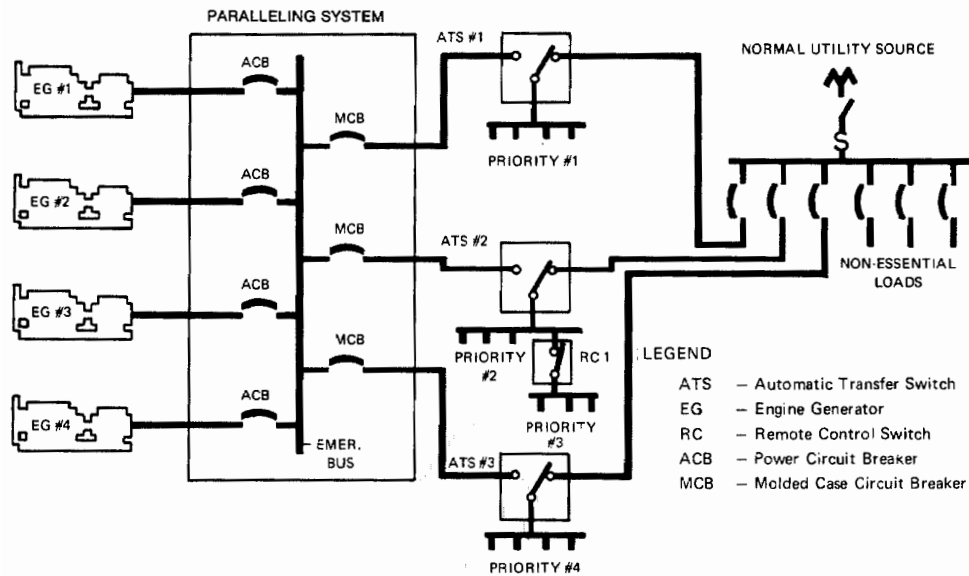 PARALLELING SYSTEM
EG #1
ACB
MCB
ATS #1
PRIORITY #1
NORMAL UTILITY SOURCE
S
EG #2
ACB
MCB
ATS #2
PRIORITY
#2
RC 1
PRIORITY
#3
NON-ESSENTIAL
LOADS
EG #3
ACB
MCB
EG #4
ACB
EMER.
BUS
ATS #3
PRIORITY #4
LEGEND
ATS – Automatic Transfer Switch
EG – Engine Generator
RC – Remote Control Switch
ACB – Power Circuit Breaker
MCB – Molded Case Circuit Breaker